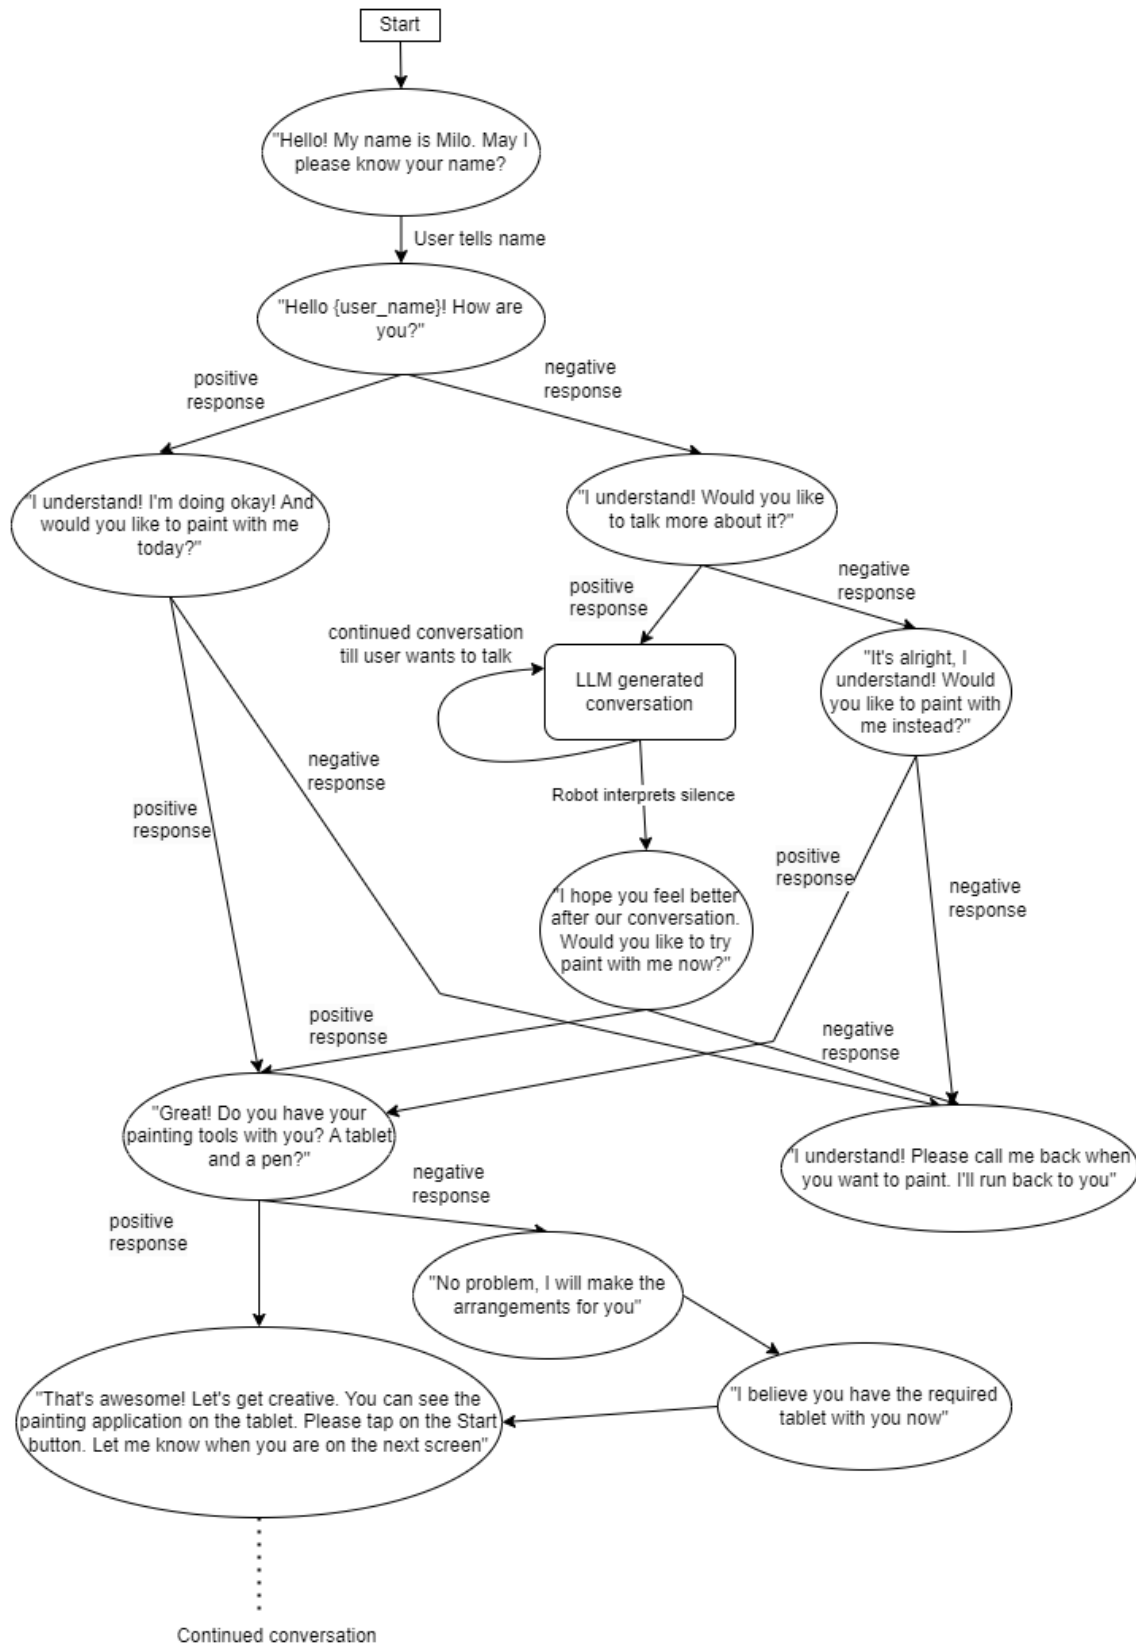 Start
"Hello! My name is Milo. May I
please know your name?
User tells name
"Hello {user_name}! How are
you?"
positive
response
negative
response
"I understand! I'm doing okay! And
would you like to paint with me
today?"
"I understand! Would you like
to talk more about it?"
positive
response
negative
response
continued conversation
till user wants to talk
LLM generated
conversation
"It's alright, I
understand! Would
you like to paint with
me instead?"
negative
response
Robot interprets silence
positive
response
"I hope you feel better
after our conversation.
Would you like to try
paint with me now?"
positive
response
negative
response
positive
response
negative
response
"Great! Do you have your
painting tools with you? A tablet
and a pen?"
"I understand! Please call me back when
you want to paint. I'll run back to you"
negative
response
positive
response
"No problem, I will make the
arrangements for you"
"I believe you have the required
tablet with you now"
"That's awesome! Let's get creative. You can see the
painting application on the tablet. Please tap on the Start
button. Let me know when you are on the next screen"
Continued conversation